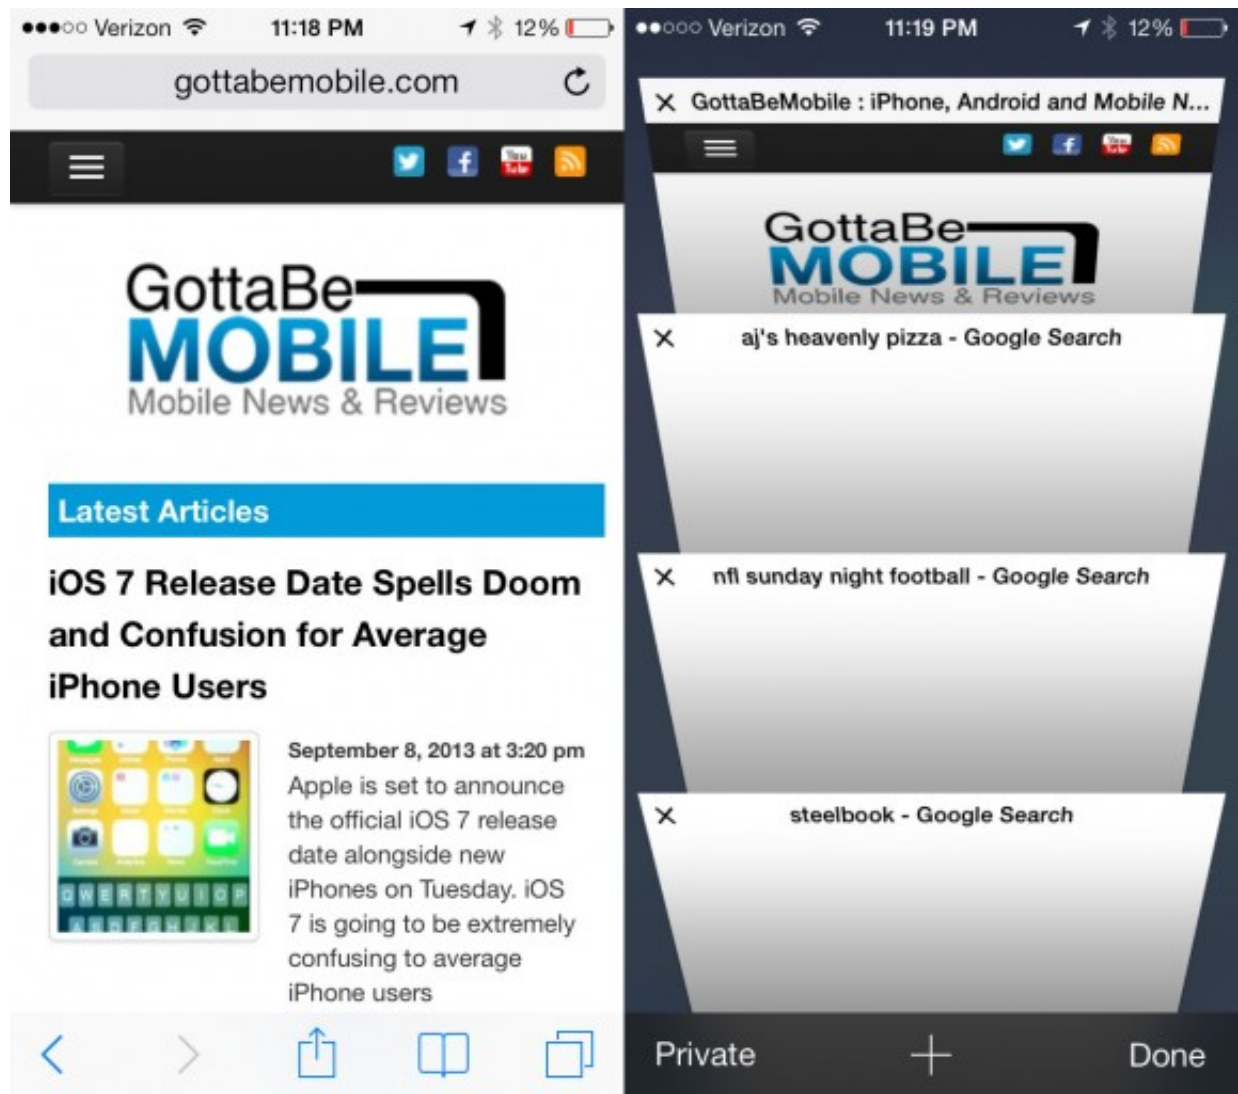 Verizon 11:18 PM 12%
gottabemobile.com
You
Tube
GottaBe
MOBILE
Mobile News & Reviews
Latest Articles
iOS 7 Release Date Spells Doom
and Confusion for Average
iPhone Users
September 8, 2013 at 3:20 pm
Apple is set to announce
the official iOS 7 release
date alongside new
iPhones on Tuesday. iOS
7 is going to be extremely
confusing to average
iPhone users
Q W E R T Y U I O P
A S D F G H J K L
Verizon 11:19 PM 12%
GottaBeMobile : iPhone, Android and Mobile N...
You
Tube
GottaBe
MOBILE
Mobile News & Reviews
aj's heavenly pizza - Google Search
nfl sunday night football - Google Search
steelbook - Google Search
Private
Done